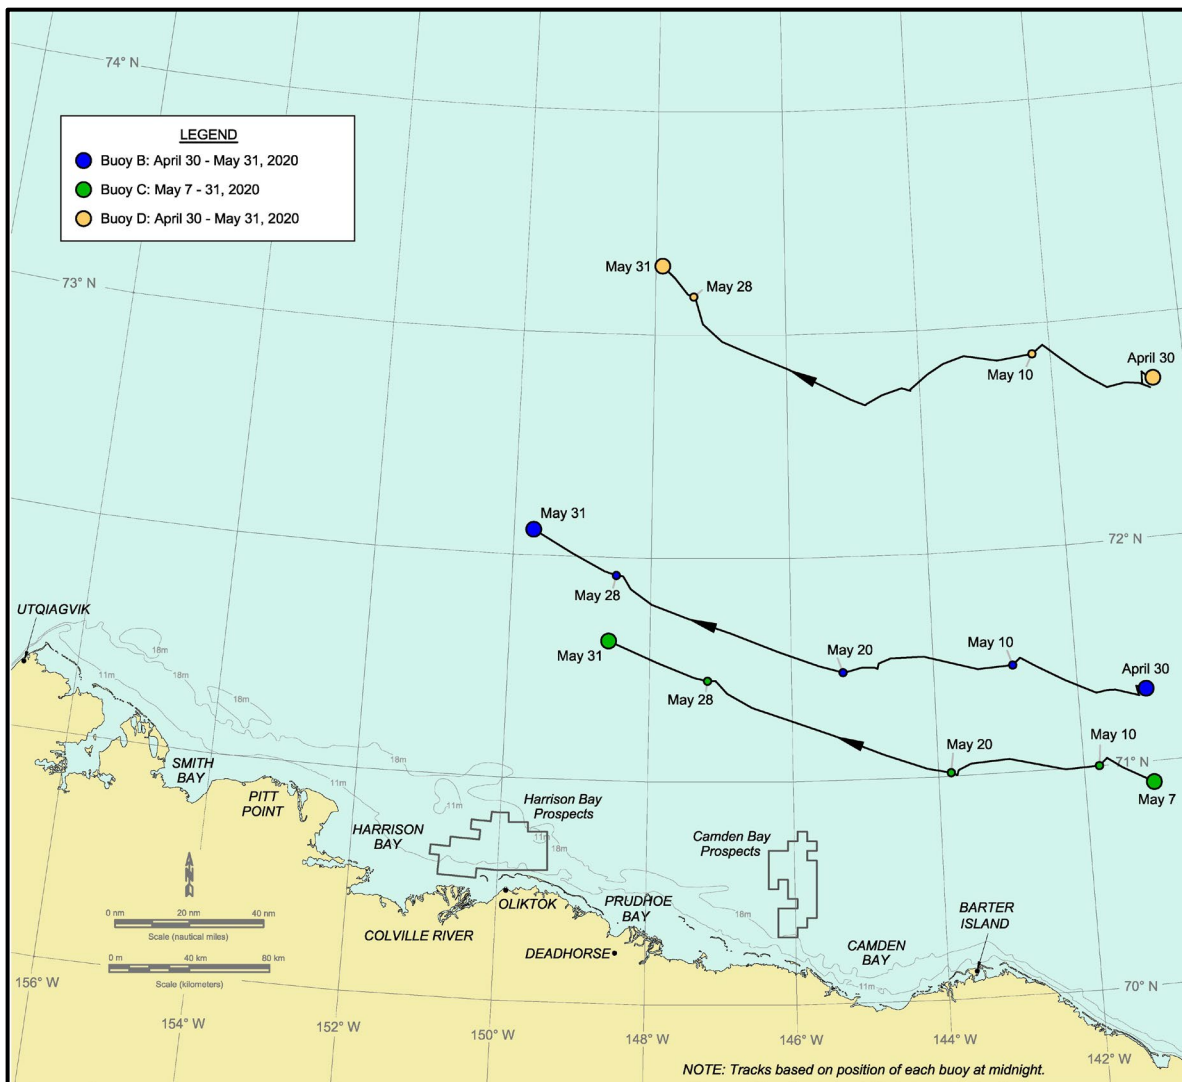 74° N
LEGEND
Buoy B: April 30 - May 31, 2020
Buoy C: May 7 - 31, 2020
Buoy D: April 30 - May 31, 2020
73° N
May 31
May 28
April 30
May 10
May 31
72° N
May 28
UTQIAGVIK
18m
11m
18m
18m
May 20
May 10
April 30
May 31
May 28
May 20
May 10
71° N
May 7
SMITH
BAY
PITT
POINT
18m
11m
HARRISON
BAY
Harrison Bay
Prospects
11m
18m
Camden Bay
Prospects
0 nm
20 nm
40 nm
Scale (nautical miles)
0 m
40 km
80 km
Scale (kilometers)
OLIKTOK
COLVILLE RIVER
PRUDHOE
BAY
DEADHORSE
18m
11m
CAMDEN
BAY
BARTER
ISLAND
70° N
156° W
154° W
152° W
150° W
148° W
146° W
144° W
142° W
NOTE: Tracks based on position of each buoy at midnight.